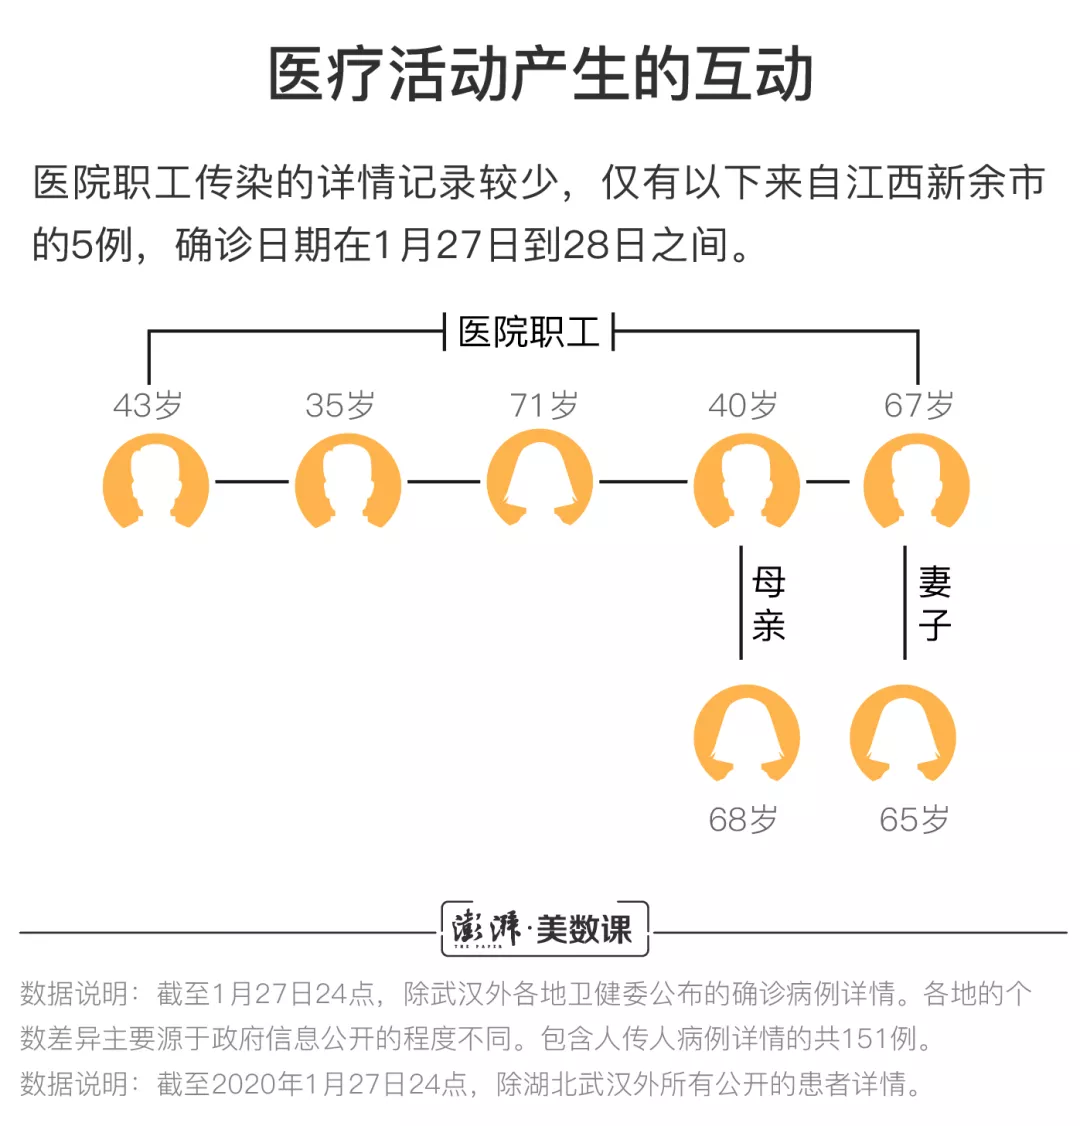 医疗活动产生的互动
医院职工传染的详情记录较少，仅有以下来自江西新余市
的5例，确诊日期在1月27日到28日之间。
医院职工
43岁 35岁 71岁 40岁 67岁
母亲 妻子
68岁 65岁
澎湃·美数课
THE PAPER
数据说明：截至1月27日24点，除武汉外各地卫健委公布的确诊病例详情。各地的个
数差异主要源于政府信息公开的程度不同。包含人传人病例详情的共151例。
数据说明：截至2020年1月27日24点，除湖北武汉外所有公开的患者详情。